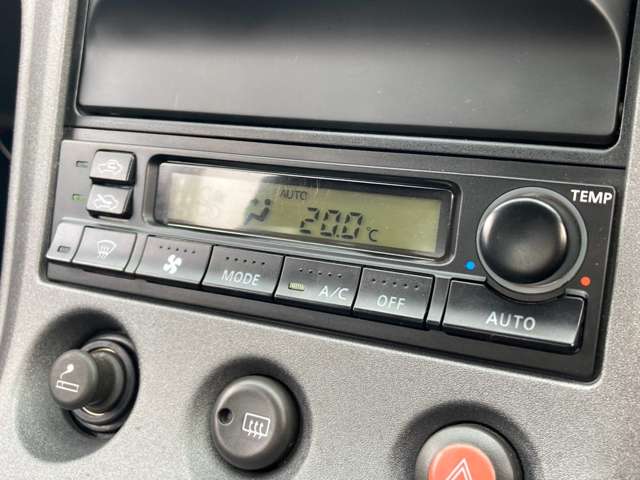 TEMP
AUTO
20.0 °C
MODE
A/C
OFF
AUTO